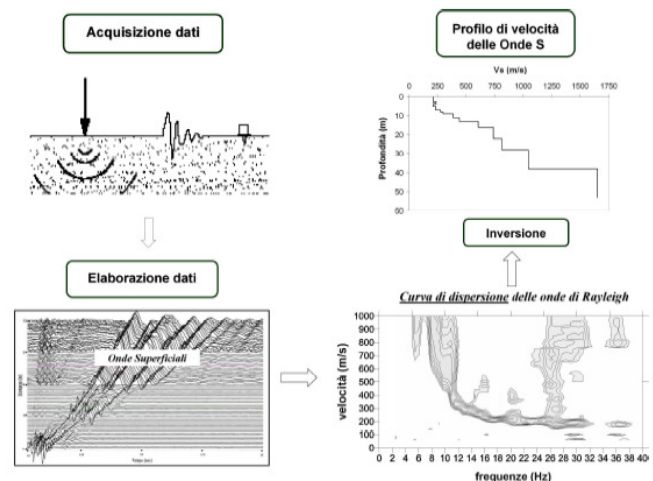 Acquisizione dati
Elaborazione dati
Onde Superficiali
Profilo di velocità
delle Onde S
Vs (m/s)
0 250 500 750 1000 1250 1500 1750
Profondità (m)
0
10
20
30
40
50
60
Inversione
Curva di dispersione delle onde di Rayleigh
velocità (m/s)
1000
900
800
700
600
500
400
300
200
100
0
0 2 4 6 8 10 12 14 16 18 20 22 24 26 28 30 32 34 36 38 40
frequenze (Hz)